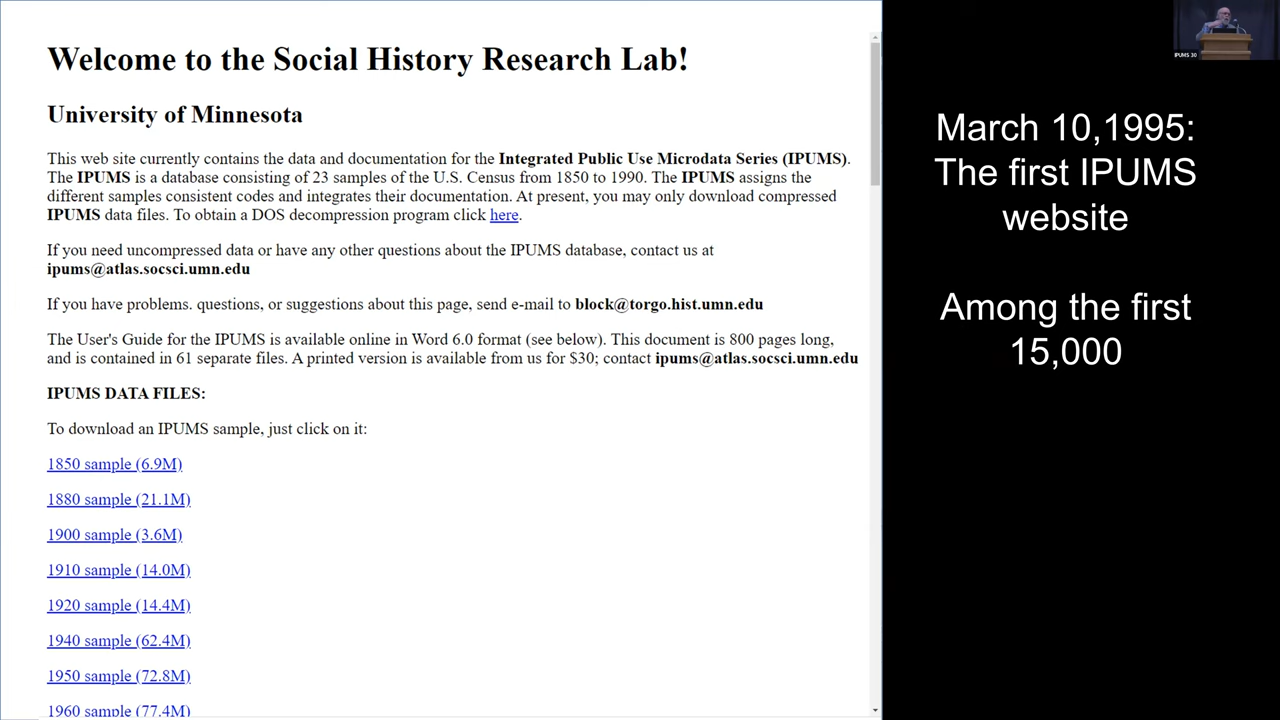 Welcome to the Social History Research Lab!
University of Minnesota
This web site currently contains the data and documentation for the Integrated Public Use Microdata Series (IPUMS).
The IPUMS is a database consisting of 23 samples of the U.S. Census from 1850 to 1990. The IPUMS assigns the
different samples consistent codes and integrates their documentation. At present, you may only download compressed
IPUMS data files. To obtain a DOS decompression program click here.
If you need uncompressed data or have any other questions about the IPUMS database, contact us at
ipums@atlas.socsci.umn.edu
If you have problems. questions, or suggestions about this page, send e-mail to block@torgo.hist.umn.edu
The User's Guide for the IPUMS is available online in Word 6.0 format (see below). This document is 800 pages long,
and is contained in 61 separate files. A printed version is available from us for $30; contact ipums@atlas.socsci.umn.edu
IPUMS DATA FILES:
To download an IPUMS sample, just click on it:
1850 sample (6.9M)
1880 sample (21.1M)
1900 sample (3.6M)
1910 sample (14.0M)
1920 sample (14.4M)
1940 sample (62.4M)
1950 sample (72.8M)
1960 sample (77.4M)
IPUMS 30
March 10,1995:
The first IPUMS
website
Among the first
15,000